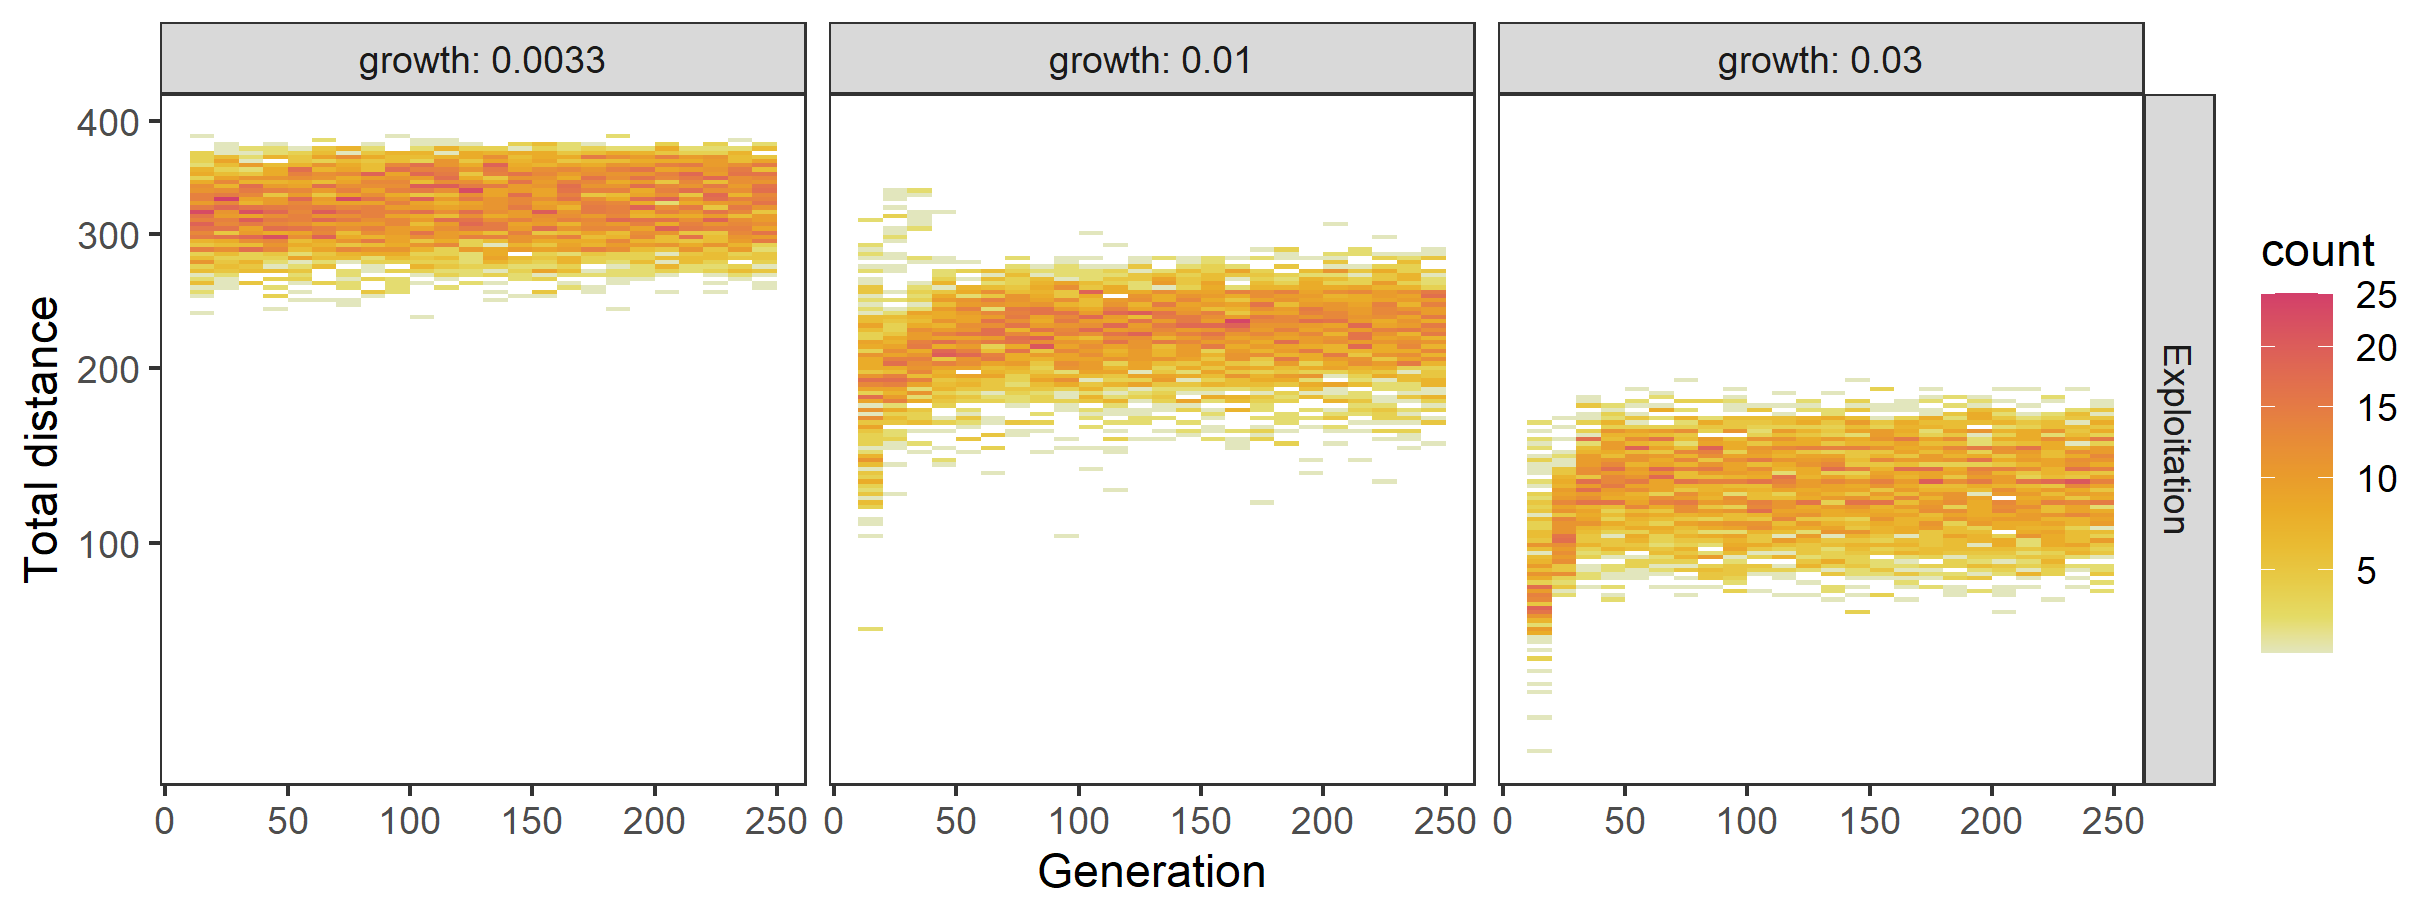 growth: 0.0033
growth: 0.01
growth: 0.03
Total distance
400
300
200
100
Exploitation
count
25
20
15
10
5
0 50 100 150 200 250
0 50 100 150 200 250
0 50 100 150 200 250
Generation